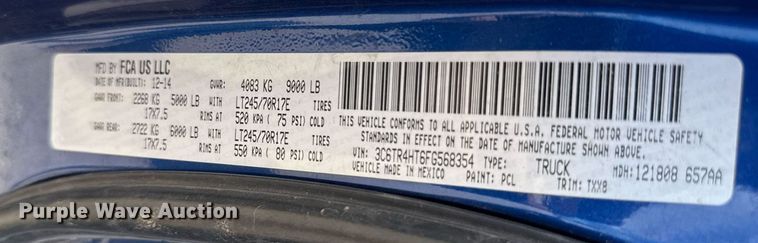 MFD BY FCA US LLC
DATE OF MFR(BUILT): 12-14 GVWR: 4083 KG 9000 LB
GAWR FRONT: 2268 KG 5000 LB WITH LT245/70R17E TIRES
17X7.5 RIMS AT 520 KPA ( 75 PSI) COLD
GAWR REAR: 2722 KG 6000 LB WITH LT245/70R17E TIRES
17X7.5 RIMS AT 550 KPA ( 80 PSI) COLD
THIS VEHICLE CONFORMS TO ALL APPLICABLE U.S.A. FEDERAL MOTOR VEHICLE SAFETY
STANDARDS IN EFFECT ON THE DATE OF MANUFACTURE SHOWN ABOVE.
VIN: 3C6TR4HT6FG568354 TYPE: TRUCK MDH: 121808 657AA
VEHICLE MADE IN MEXICO PAINT: PCL TRIM: TXX8
Purple Wave Auction